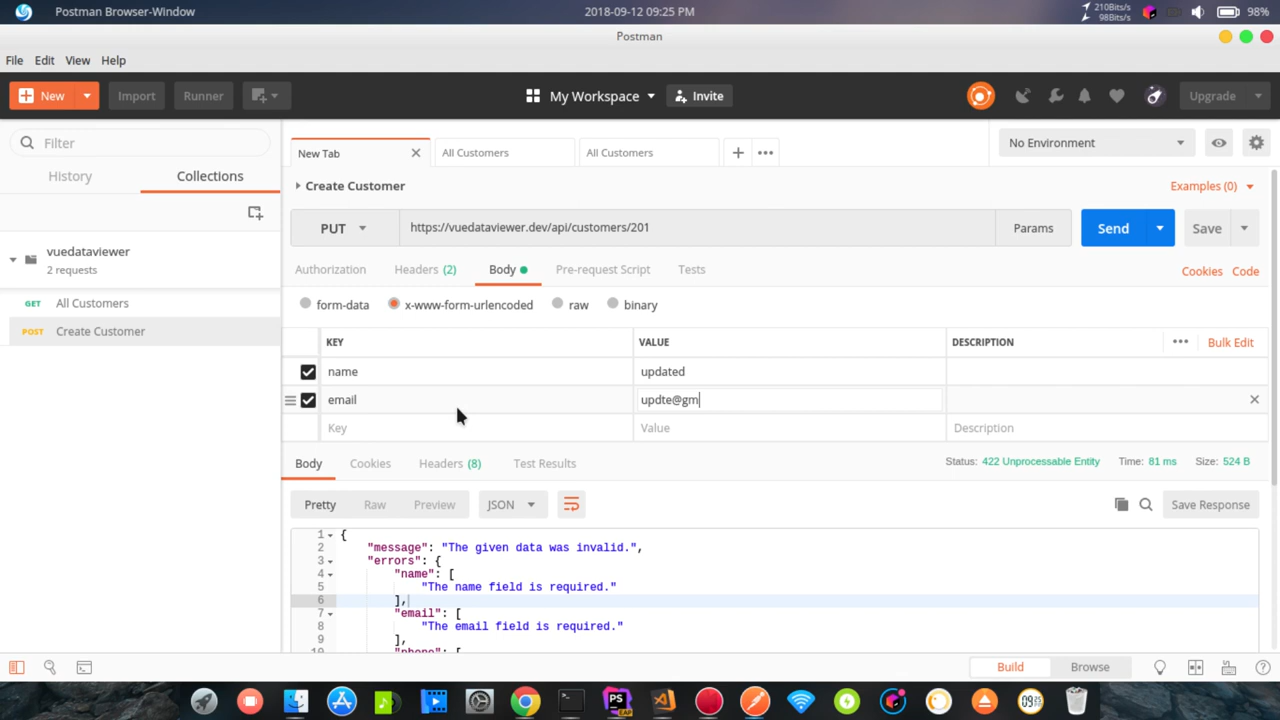 Postman Browser-Window
2018-09-12 09:25 PM
210Bits/s
98Bits/s
98%
Postman
File Edit View Help
New
Import
Runner
My Workspace
Invite
Upgrade
Filter
History
Collections
vuedataviewer
2 requests
GET All Customers
POST Create Customer
New Tab
All Customers
All Customers
No Environment
Create Customer
Examples (0)
PUT
https://vuedataviewer.dev/api/customers/201
Params
Send
Save
Authorization
Headers (2)
Body
Pre-request Script
Tests
Cookies
Code
form-data
x-www-form-urlencoded
raw
binary
KEY
VALUE
DESCRIPTION
Bulk Edit
name
updated
email
updte@gm
Key
Value
Description
Body
Cookies
Headers (8)
Test Results
Status: 422 Unprocessable Entity
Time: 81 ms
Size: 524 B
Pretty
Raw
Preview
JSON
Save Response
1 {
2 "message": "The given data was invalid.",
3 "errors": {
4 "name": [
5 "The name field is required."
6 ],
7 "email": [
8 "The email field is required."
9 ],
10 "phone": [
Build
Browse
PS
EAP